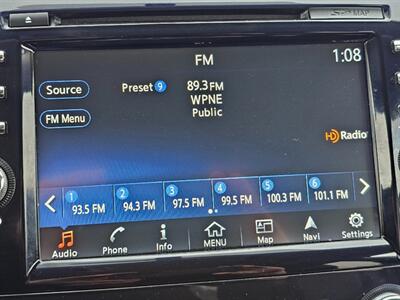 SD MAP
FM
1:08
Source
Preset 9 89.3 FM
WPNE
FM Menu
Public
HD Radio
1 2 3 4 5 6
93.5 FM 94.3 FM 97.5 FM 99.5 FM 100.3 FM 101.1 FM
Audio Phone Info MENU Map Navi Settings